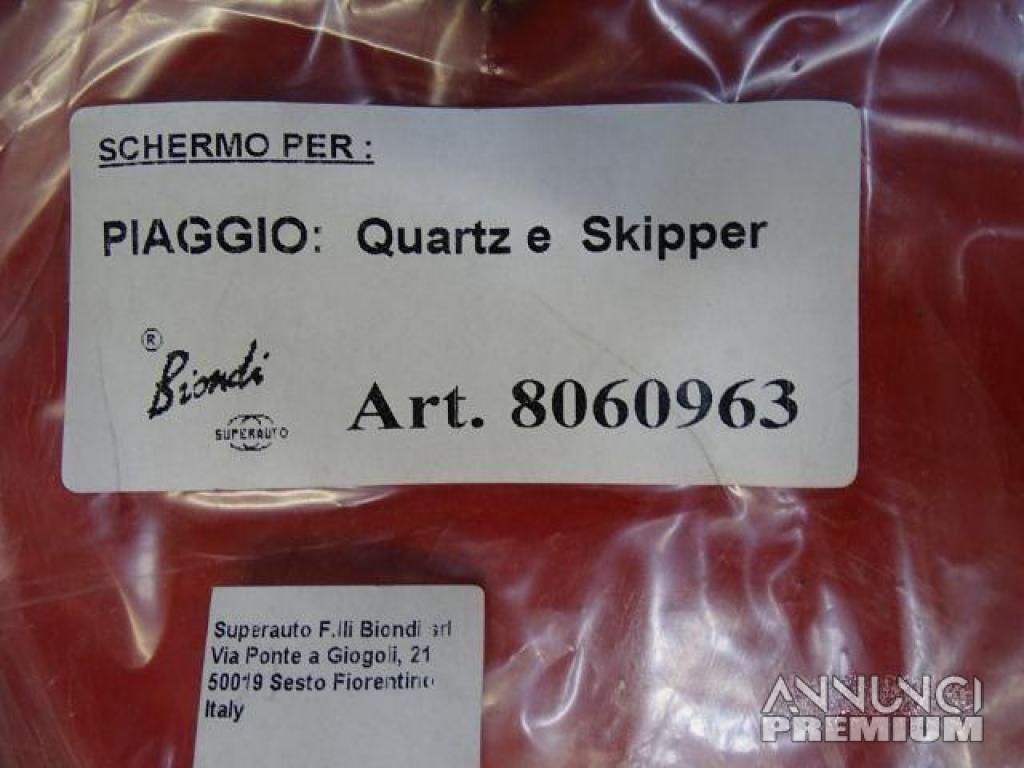 SCHERMO PER :
PIAGGIO: Quartz e Skipper
®
Biondi
SUPERAUTO
Art. 8060963
Superauto F.lli Biondi srl
Via Ponte a Giogoli, 21
50019 Sesto Fiorentino
Italy
ANNUNCI
PREMIUM